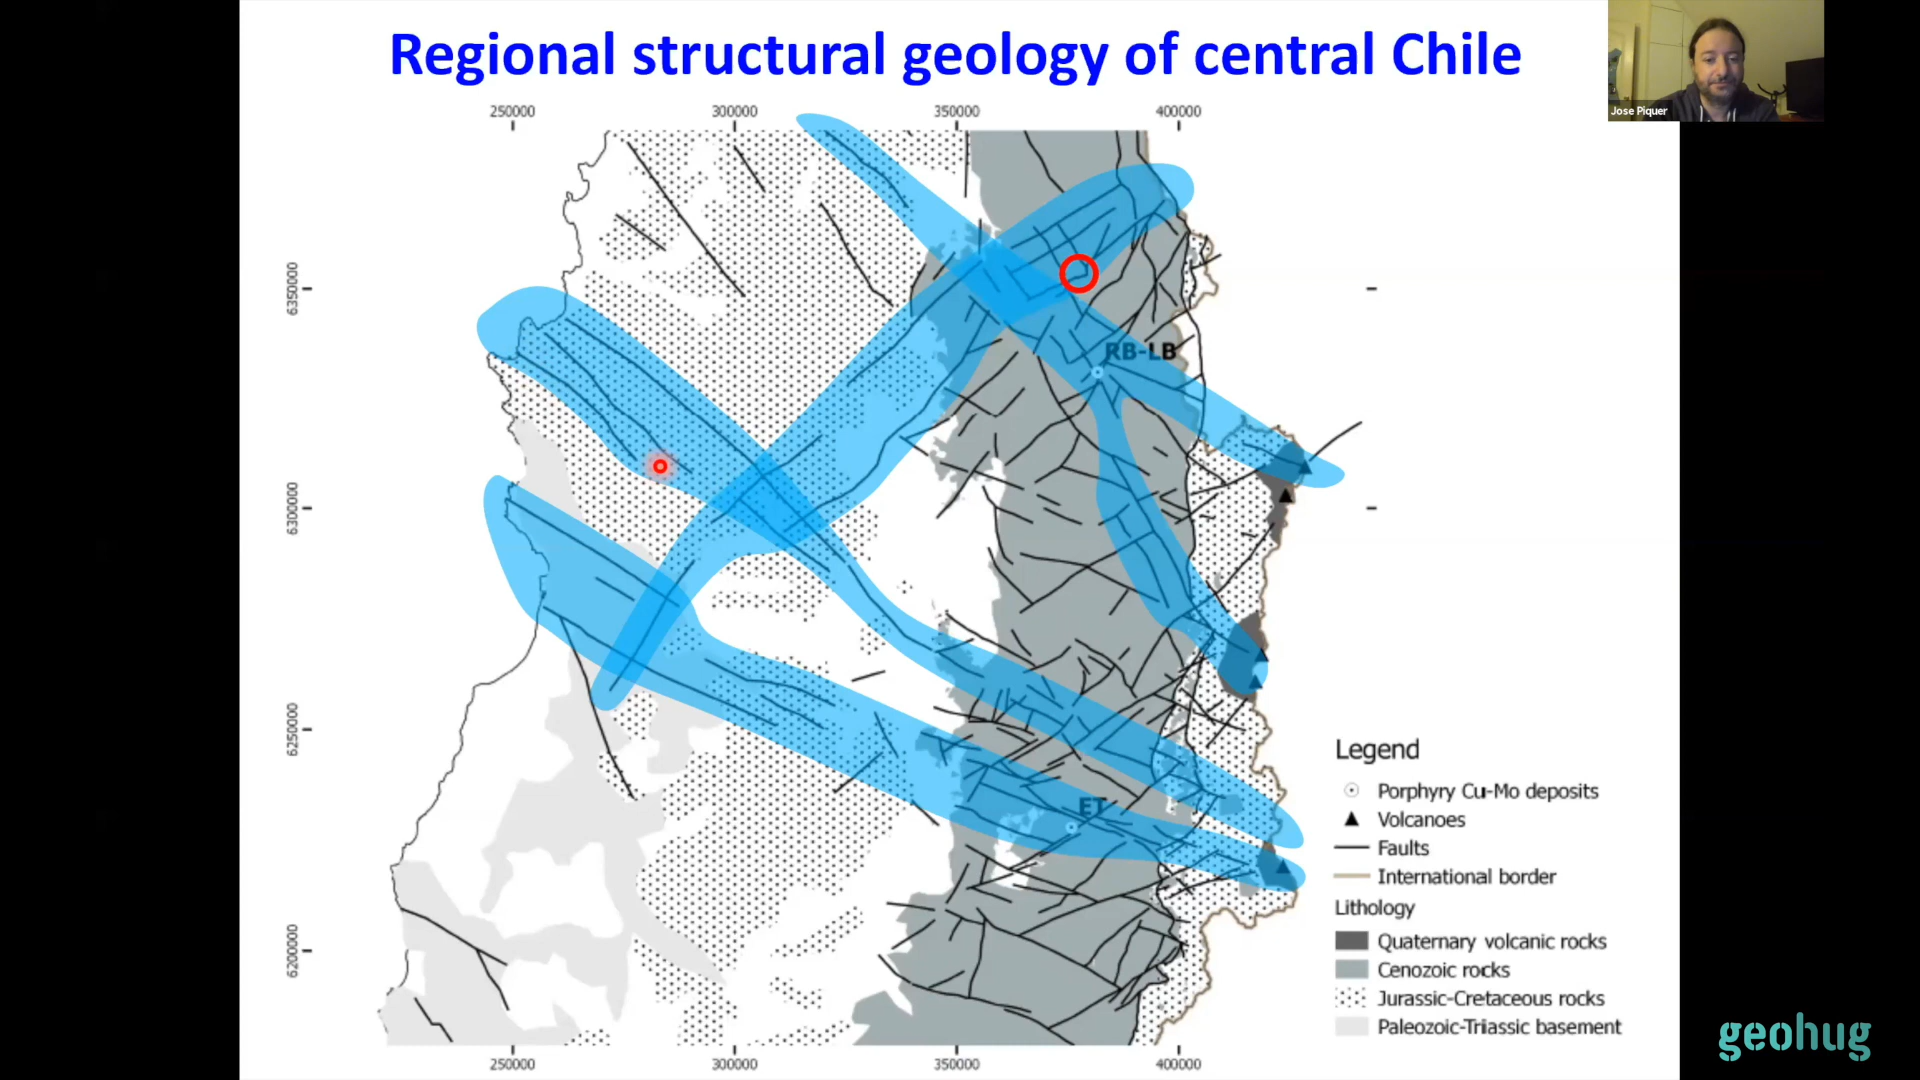 Regional structural geology of central Chile
Jose Piquer
250000 300000 350000 400000
6350000
6300000
6250000
6200000
RB-LB
ET
Legend
Porphyry Cu-Mo deposits
Volcanoes
Faults
International border
Lithology
Quaternary volcanic rocks
Cenozoic rocks
Jurassic-Cretaceous rocks
Paleozoic-Triassic basement
250000 300000 350000 400000
geohug